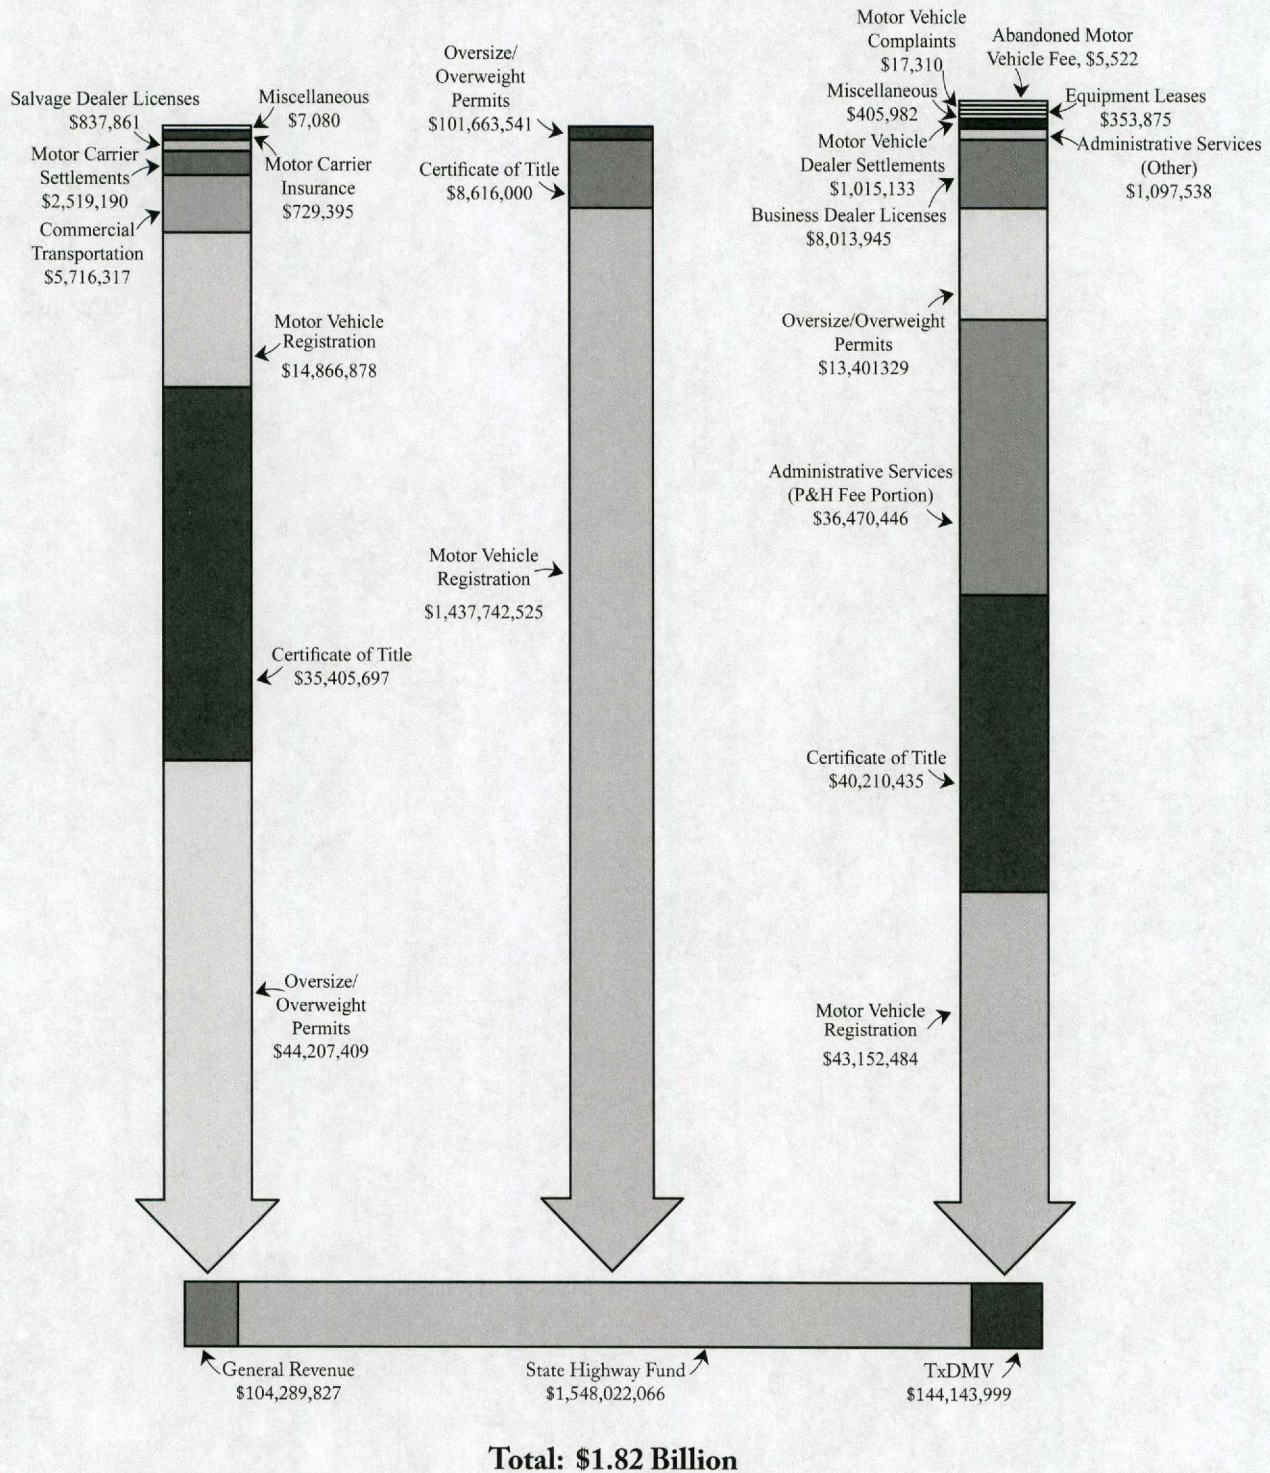 Salvage Dealer Licenses
$837,861
Motor Carrier
Settlements
$2,519,190
Commercial
Transportation
$5,716,317
Miscellaneous
$7,080
Motor Carrier
Insurance
$729,395
Motor Vehicle
Registration
$14,866,878
Certificate of Title
$35,405,697
Oversize/
Overweight
Permits
$44,207,409
Oversize/
Overweight
Permits
$101,663,541
Certificate of Title
$8,616,000
Motor Vehicle
Registration
$1,437,742,525
Motor Vehicle
Complaints
$17,310
Miscellaneous
$405,982
Motor Vehicle
Dealer Settlements
$1,015,133
Business Dealer Licenses
$8,013,945
Oversize/Overweight
Permits
$13,401329
Administrative Services
(P&H Fee Portion)
$36,470,446
Certificate of Title
$40,210,435
Motor Vehicle
Registration
$43,152,484
Abandoned Motor
Vehicle Fee, $5,522
Equipment Leases
$353,875
Administrative Services
(Other)
$1,097,538
General Revenue
$104,289,827
State Highway Fund
$1,548,022,066
TxDMV
$144,143,999
Total: $1.82 Billion